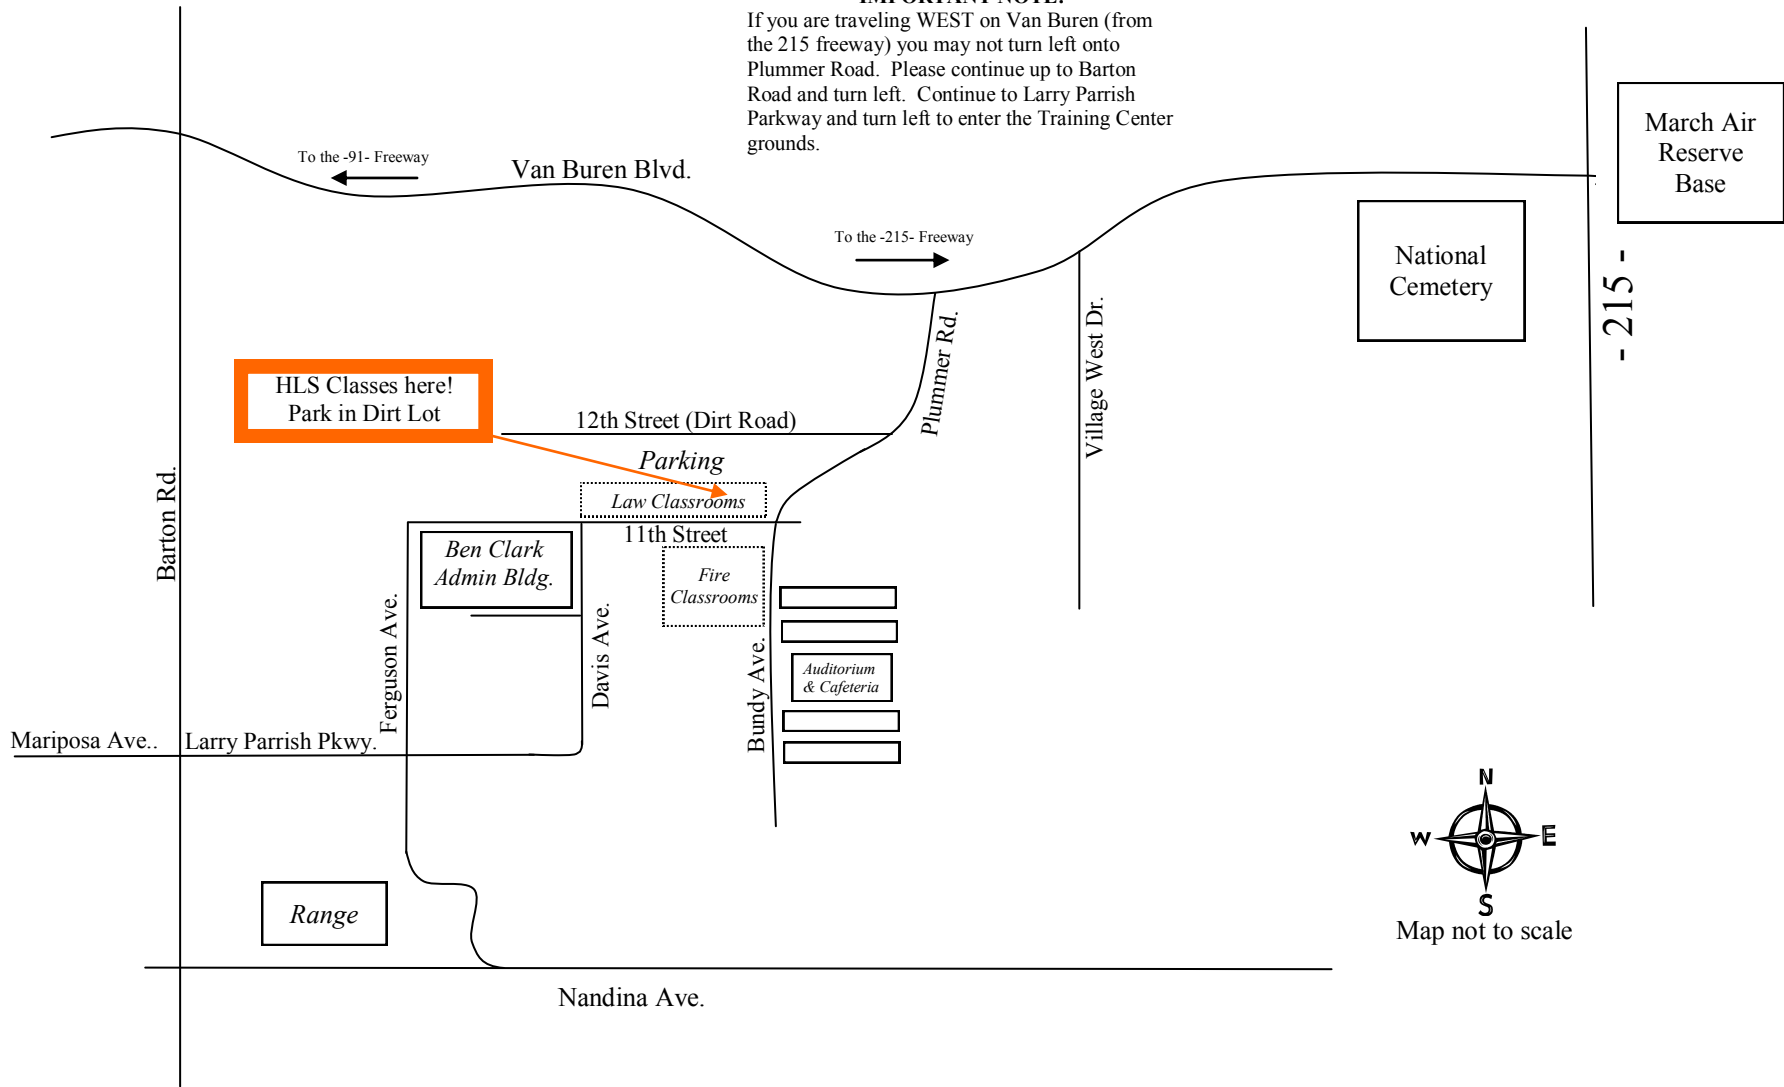 IMPORTANT NOTE:
If you are traveling WEST on Van Buren (from
the 215 freeway) you may not turn left onto
Plummer Road.  Please continue up to Barton
Road and turn left.  Continue to Larry Parrish
Parkway and turn left to enter the Training Center
grounds.
March Air
Reserve
Base
To the -91- Freeway
Van Buren Blvd.
To the -215- Freeway
National
Cemetery
- 215 -
Plummer Rd.
Village West Dr.
HLS Classes here!
Park in Dirt Lot
12th Street (Dirt Road)
Parking
Law Classrooms
11th Street
Barton Rd.
Ben Clark
Admin Bldg.
Fire
Classrooms
Ferguson Ave.
Davis Ave.
Bundy Ave.
Auditorium
& Cafeteria
Mariposa Ave..
Larry Parrish Pkwy.
Range
Nandina Ave.
N
W
E
S
Map not to scale